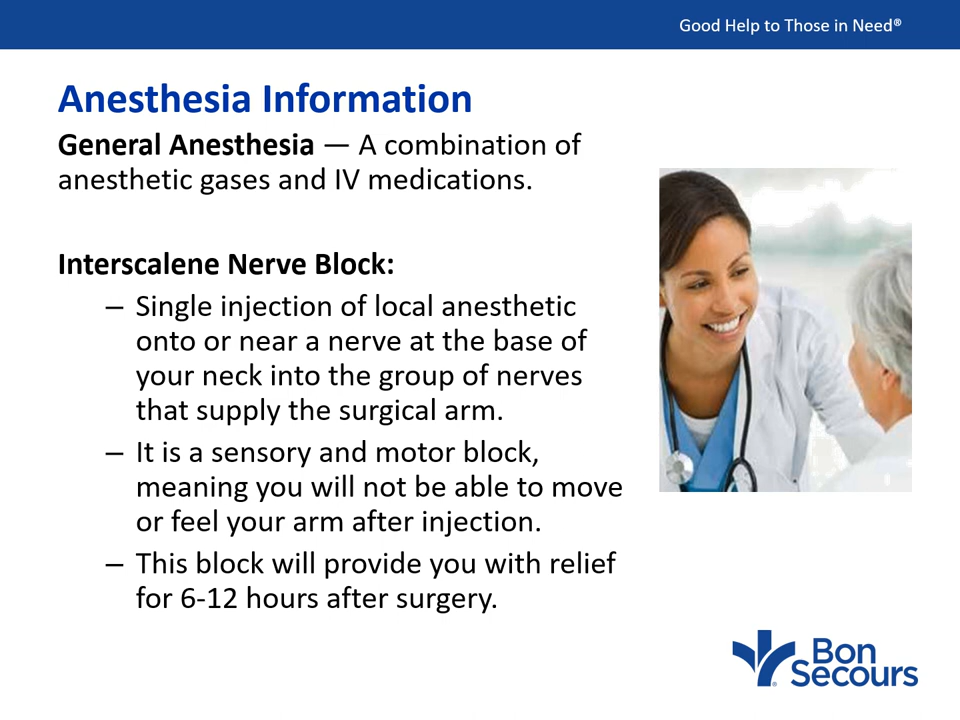 Good Help to Those in Need®
Anesthesia Information
General Anesthesia — A combination of
anesthetic gases and IV medications.
Interscalene Nerve Block:
– Single injection of local anesthetic
onto or near a nerve at the base of
your neck into the group of nerves
that supply the surgical arm.
– It is a sensory and motor block,
meaning you will not be able to move
or feel your arm after injection.
– This block will provide you with relief
for 6-12 hours after surgery.
Bon
Secours